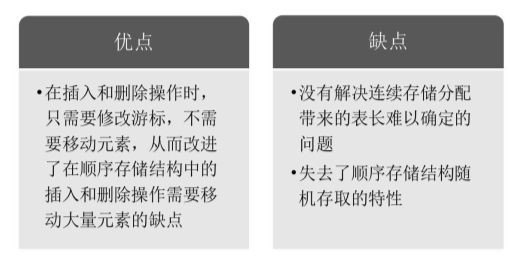 优点
•在插入和删除操作时，
只需要修改游标，不需
要移动元素，从而改进
了在顺序存储结构中的
插入和删除操作需要移
动大量元素的缺点
缺点
•没有解决连续存储分配
带来的表长难以确定的
问题
•失去了顺序存储结构随
机存取的特性